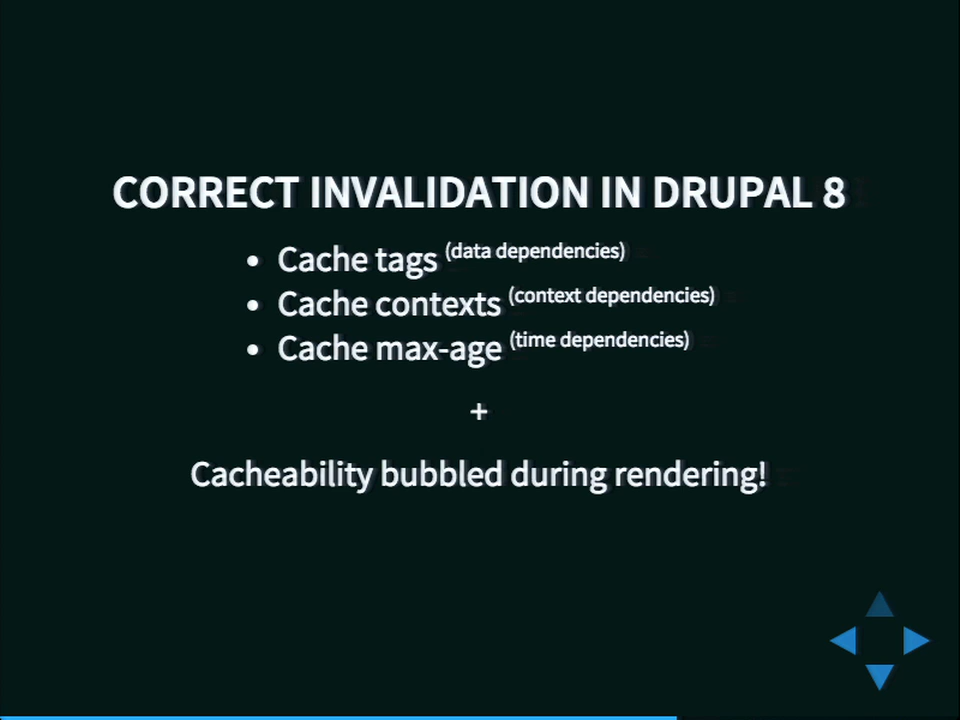 CORRECT INVALIDATION IN DRUPAL 8
• Cache tags (data dependencies)
• Cache contexts (context dependencies)
• Cache max-age (time dependencies)
+
Cacheability bubbled during rendering!